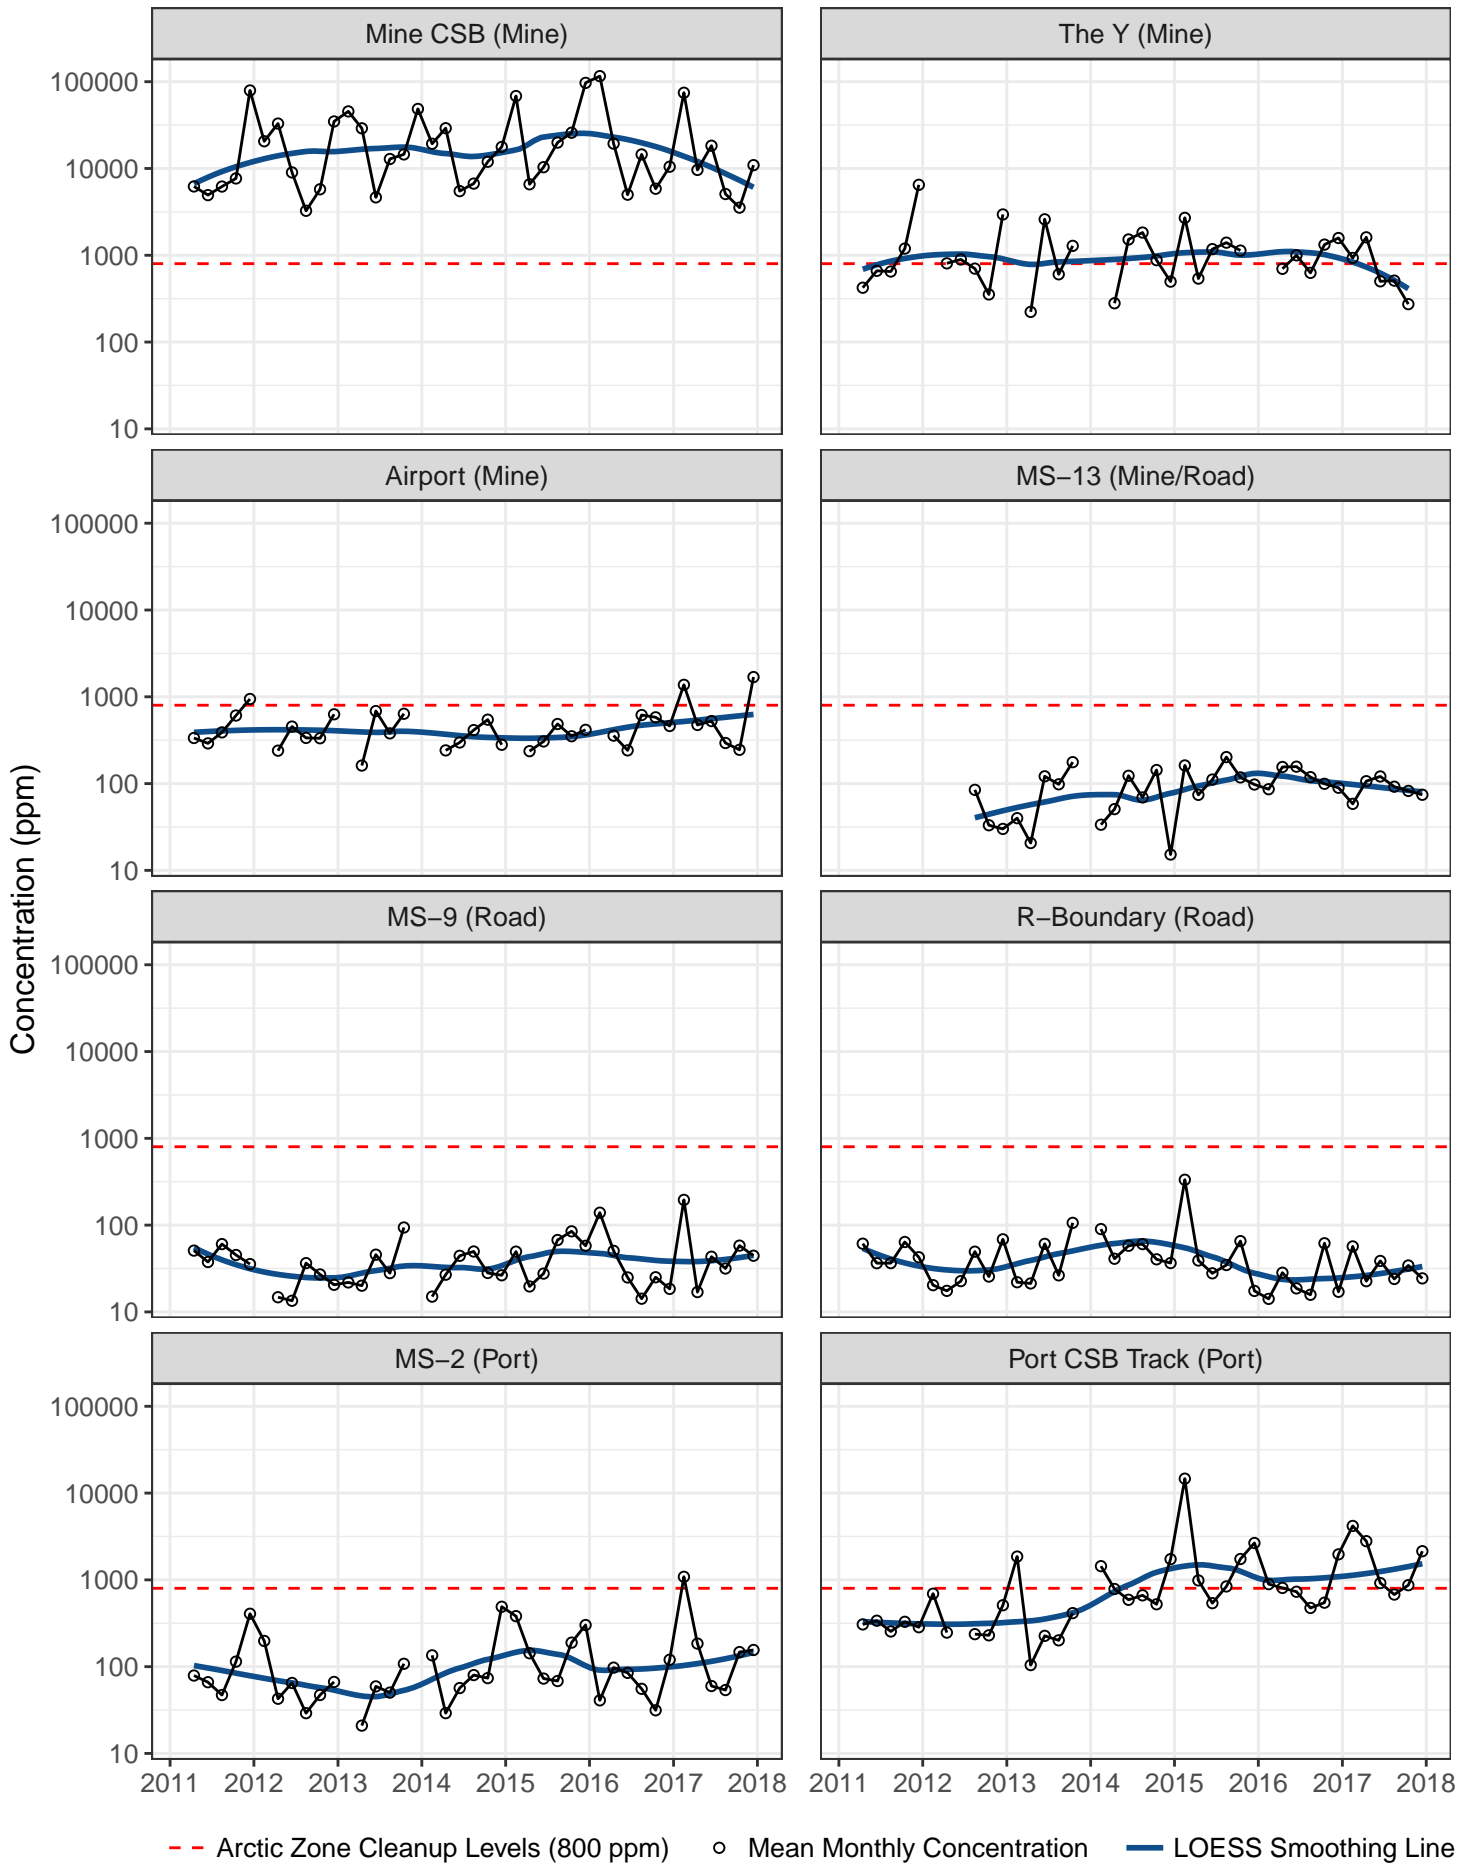 Mine CSB (Mine)
The Y (Mine)
100000
10000
1000
100
10
Airport (Mine)
MS−13 (Mine/Road)
100000
10000
1000
100
10
MS−9 (Road)
R−Boundary (Road)
100000
10000
1000
100
10
MS−2 (Port)
Port CSB Track (Port)
100000
10000
1000
100
10
Concentration (ppm)
2011 2012 2013 2014 2015 2016 2017 2018
2011 2012 2013 2014 2015 2016 2017 2018
Arctic Zone Cleanup Levels (800 ppm) Mean Monthly Concentration LOESS Smoothing Line